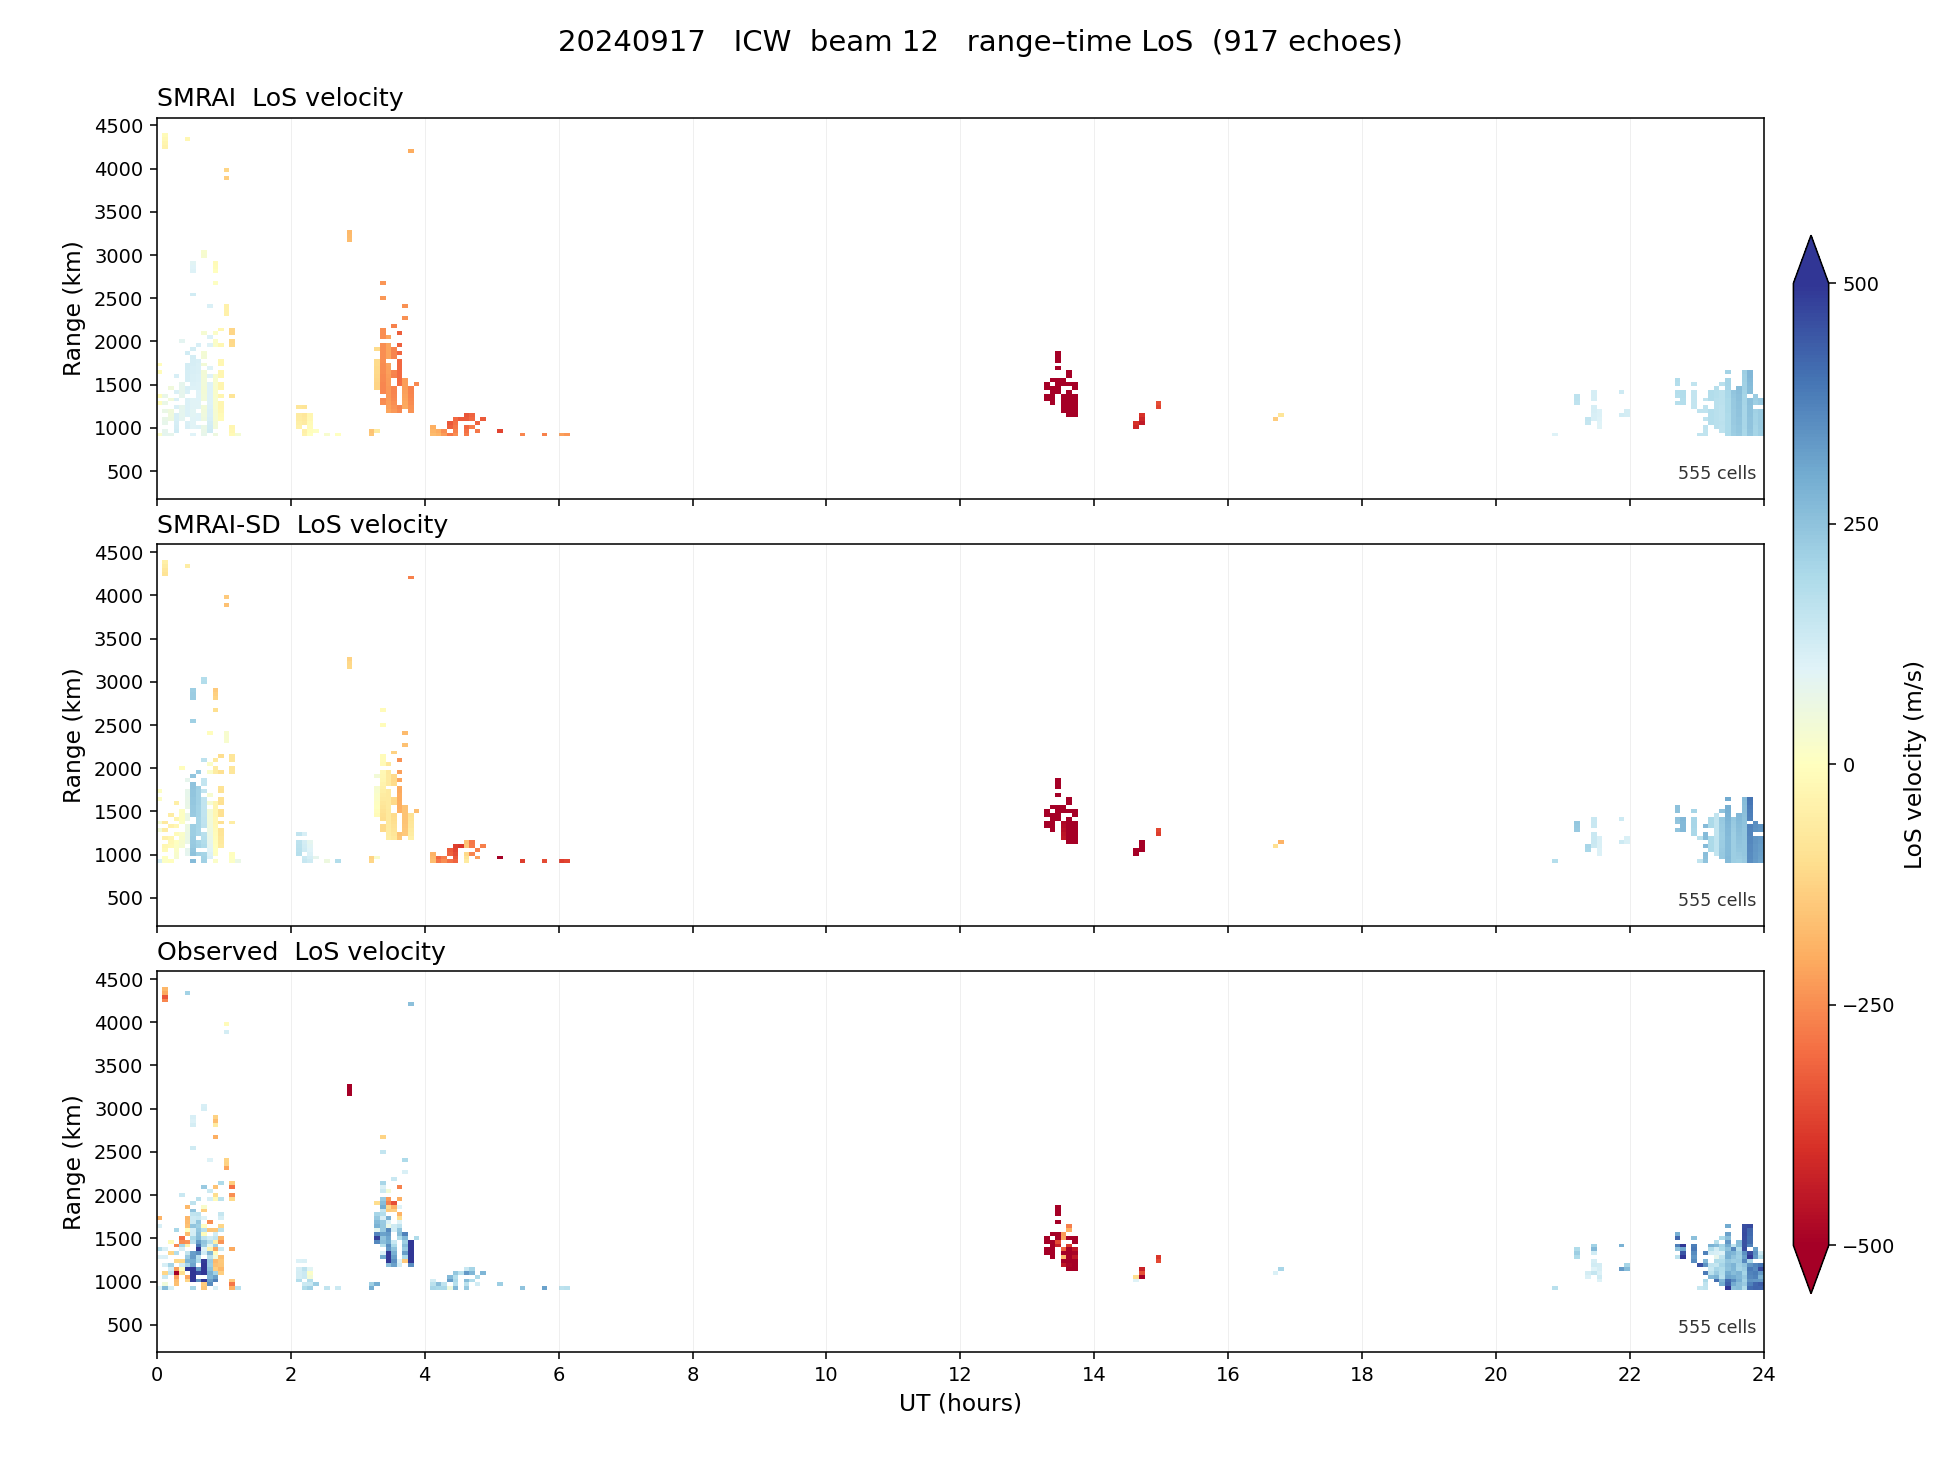 20240917   ICW  beam 12   range–time LoS  (917 echoes)
SMRAI  LoS velocity
4500
4000
3500
3000
2500
2000
1500
1000
500
Range (km)
555 cells
SMRAI-SD  LoS velocity
4500
4000
3500
3000
2500
2000
1500
1000
500
Range (km)
555 cells
Observed  LoS velocity
4500
4000
3500
3000
2500
2000
1500
1000
500
Range (km)
555 cells
0 2 4 6 8 10 12 14 16 18 20 22 24
UT (hours)
500
250
0
−250
−500
LoS velocity (m/s)